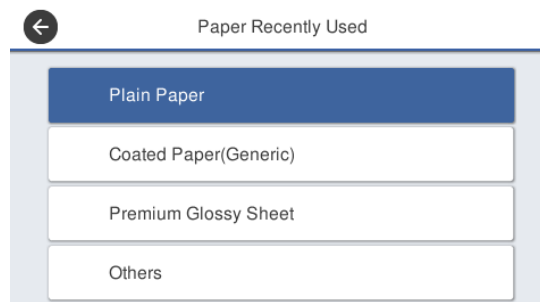 Paper Recently Used
Plain Paper
Coated Paper(Generic)
Premium Glossy Sheet
Others